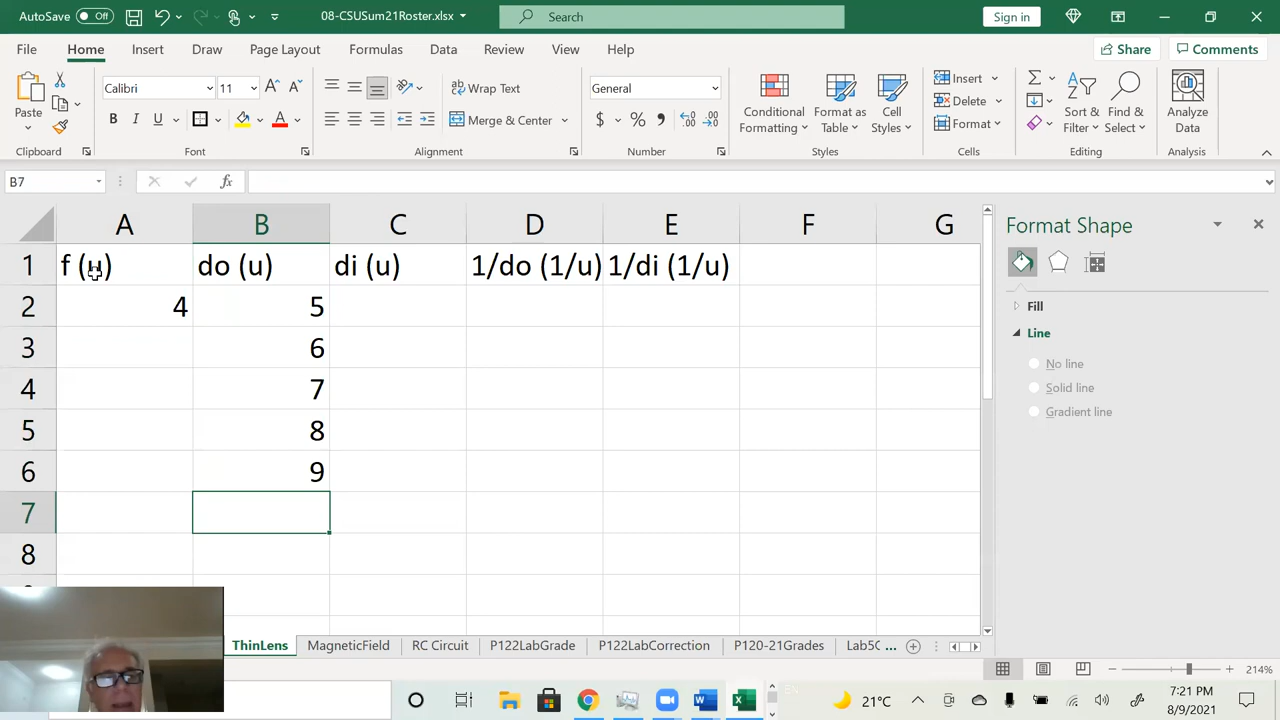 AutoSave Off 08-CSUSum21Roster.xlsx Search Sign in
File Home Insert Draw Page Layout Formulas Data Review View Help Share Comments
Paste Calibri 11 Wrap Text General Conditional Formatting Format as Table Cell Styles Insert Sort & Filter Find & Select Analyze Data
B I U Merge & Center $ % Delete
Format
Clipboard Font Alignment Number Styles Cells Editing Analysis
B7 fx
A B C D E F G
1 f (u) do (u) di (u) 1/do (1/u) 1/di (1/u)
2 4 5
3 6
4 7
5 8
6 9
7
8
Format Shape
Fill
Line
No line
Solid line
Gradient line
ThinLens MagneticField RC Circuit P122LabGrade P122LabCorrection P120-21Grades Lab5C ...
214%
21°C 7:21 PM
8/9/2021